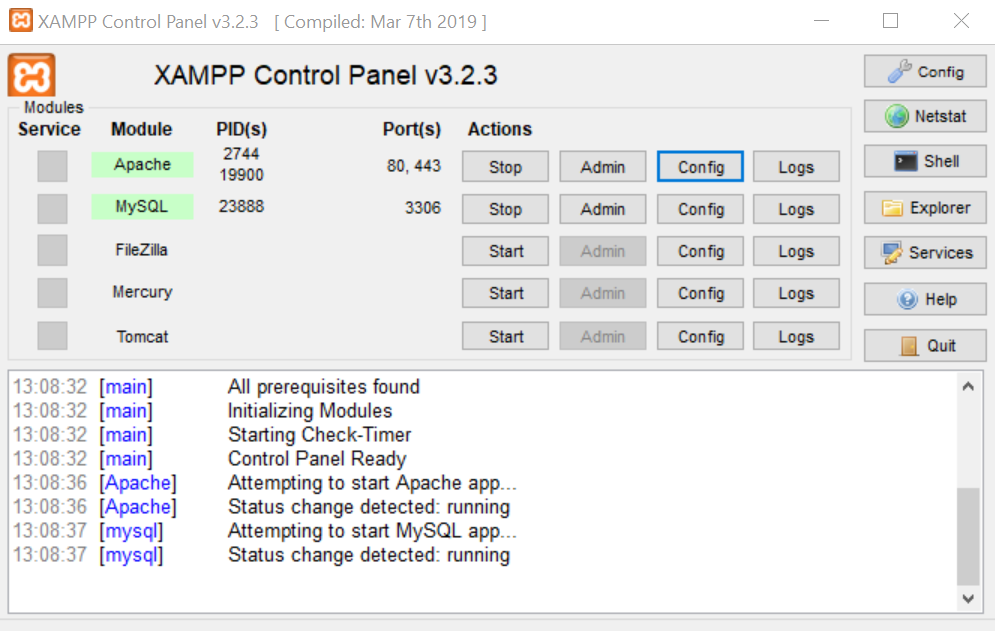 XAMPP Control Panel v3.2.3 [ Compiled: Mar 7th 2019 ]
XAMPP Control Panel v3.2.3
Config
Modules
Service Module PID(s) Port(s) Actions
Netstat
Apache 2744 19900 80, 443 Stop Admin Config Logs
Shell
MySQL 23888 3306 Stop Admin Config Logs
Explorer
FileZilla Start Admin Config Logs
Services
Mercury Start Admin Config Logs
Help
Tomcat Start Admin Config Logs
Quit
13:08:32 [main] All prerequisites found
13:08:32 [main] Initializing Modules
13:08:32 [main] Starting Check-Timer
13:08:32 [main] Control Panel Ready
13:08:36 [Apache] Attempting to start Apache app...
13:08:36 [Apache] Status change detected: running
13:08:37 [mysql] Attempting to start MySQL app...
13:08:37 [mysql] Status change detected: running